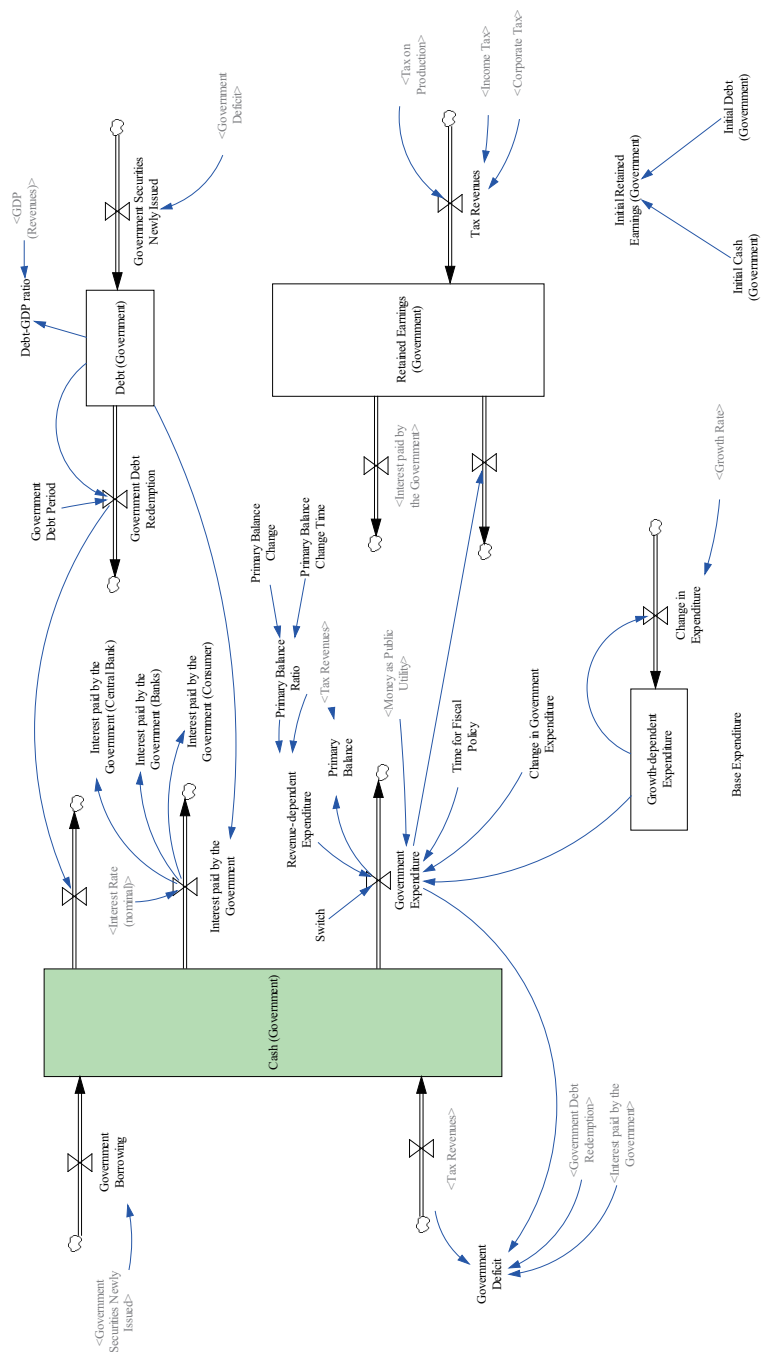 <Government
Securities Newly
Issued>
Government
Borrowing
Cash (Government)
<Interest Rate
(nominal)>
Interest paid by the
Government
Interest paid by the
Government (Central Bank)
Interest paid by the
Government (Banks)
Interest paid by the
Government (Consumer)
Government
Debt Period
Government Debt
Redemption
Debt (Government)
Debt-GDP ratio
<GDP
(Revenues)>
Government Securities
Newly Issued
<Government
Deficit>
<Tax Revenues>
Government
Deficit
<Government Debt
Redemption>
<Interest paid by the
Government>
Switch
Government
Expenditure
Revenue-dependent
Expenditure
Primary
Balance
<Tax Revenues>
Primary Balance
Ratio
Primary Balance
Change
Primary Balance
Change Time
<Money as Public
Utility>
Time for Fiscal
Policy
Change in Government
Expenditure
<Interest paid by
the Government>
Retained Earnings
(Government)
Tax Revenues
<Tax on
Production>
<Income Tax>
<Corporate Tax>
Base Expenditure
Growth-dependent
Expenditure
Change in
Expenditure
<Growth Rate>
Initial Cash
(Government)
Initial Retained
Earnings (Government)
Initial Debt
(Government)